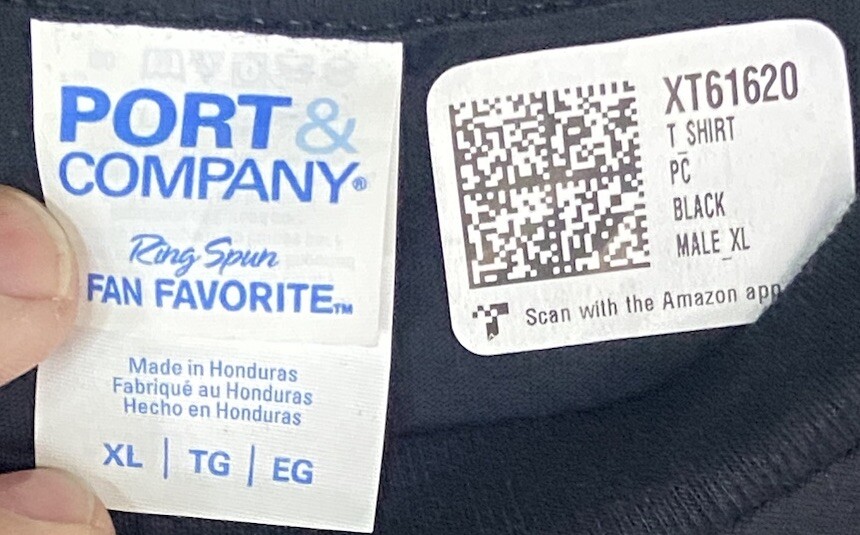 PORT &
COMPANY®
Ring Spun
FAN FAVORITE™
Made in Honduras
Fabriqué au Honduras
Hecho en Honduras
XL | TG | EG
XT61620
T_SHIRT
PC
BLACK
MALE_XL
Scan with the Amazon app